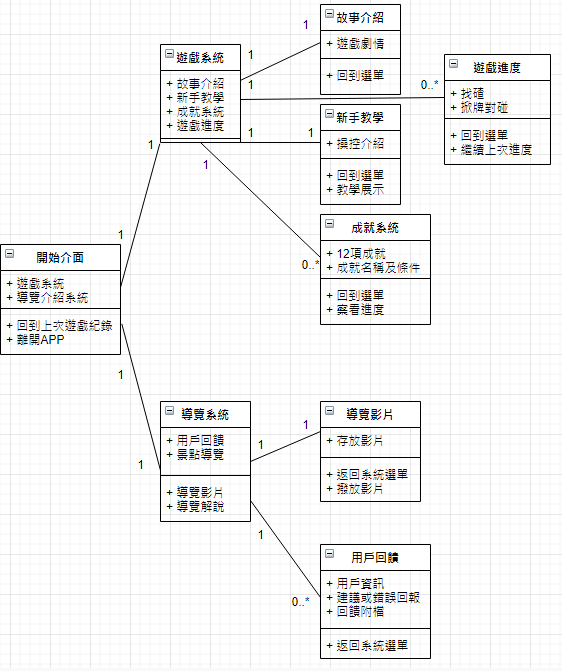 故事介紹
+ 遊戲劇情
+ 回到選單
遊戲系統
+ 故事介紹
+ 新手教學
+ 成就系統
+ 遊戲進度
1
1
1
0..*
遊戲進度
+ 找碴
+ 掀牌對碰
+ 回到選單
+ 繼續上次進度
新手教學
+ 操控介紹
+ 回到選單
+ 教學展示
1
1
1
1
0..*
成就系統
+ 12項成就
+ 成就名稱及條件
+ 回到選單
+ 察看進度
1
開始介面
+ 遊戲系統
+ 導覽介紹系統
+ 回到上次遊戲紀錄
+ 離開APP
1
1
導覽系統
+ 用戶回饋
+ 景點導覽
+ 導覽影片
+ 導覽解說
1
1
導覽影片
+ 存放影片
+ 返回系統選單
+ 撥放影片
1
0..*
用戶回饋
+ 用戶資訊
+ 建議或錯誤回報
+ 回饋附檔
+ 返回系統選單